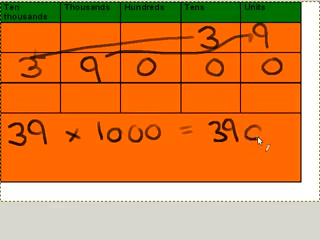 Ten thousands Thousands Hundreds Tens Units
3 9
3 9 0 0 0
39 x 1000 = 390